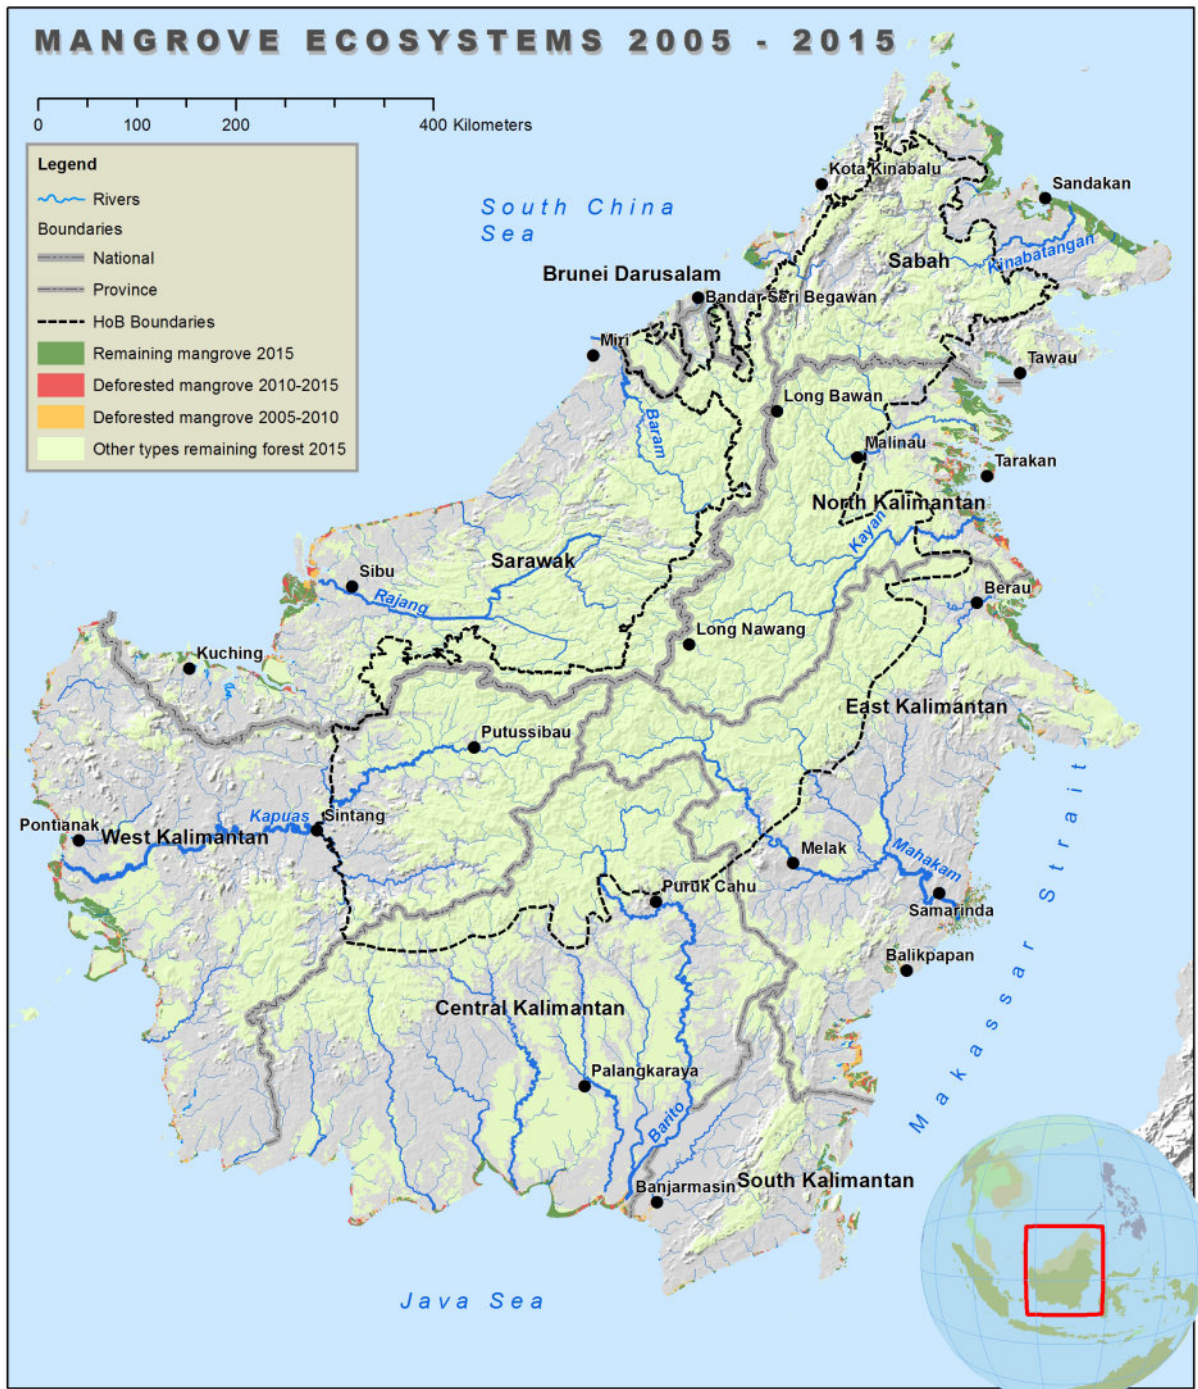 MANGROVE ECOSYSTEMS 2005 - 2015
0 100 200 400 Kilometers
Legend
Rivers
Boundaries
National
Province
HoB Boundaries
Remaining mangrove 2015
Deforested mangrove 2010-2015
Deforested mangrove 2005-2010
Other types remaining forest 2015
South China
Sea
Kota Kinabalu
Sandakan
Sabah
Kinabatangan
Brunei Darusalam
Bandar Seri Begawan
Miri
Tawau
Long Bawan
Baram
Malinau
Tarakan
North Kalimantan
Kayan
Sarawak
Sibu
Rajang
Berau
Long Nawang
Kuching
East Kalimantan
Putussibau
Pontianak
West Kalimantan
Kapuas
Sintang
Melak
Mahakam
Puruk Cahu
Samarinda
Balikpapan
Makassar Strait
Central Kalimantan
Palangkaraya
Barito
Banjarmasin
South Kalimantan
Java Sea